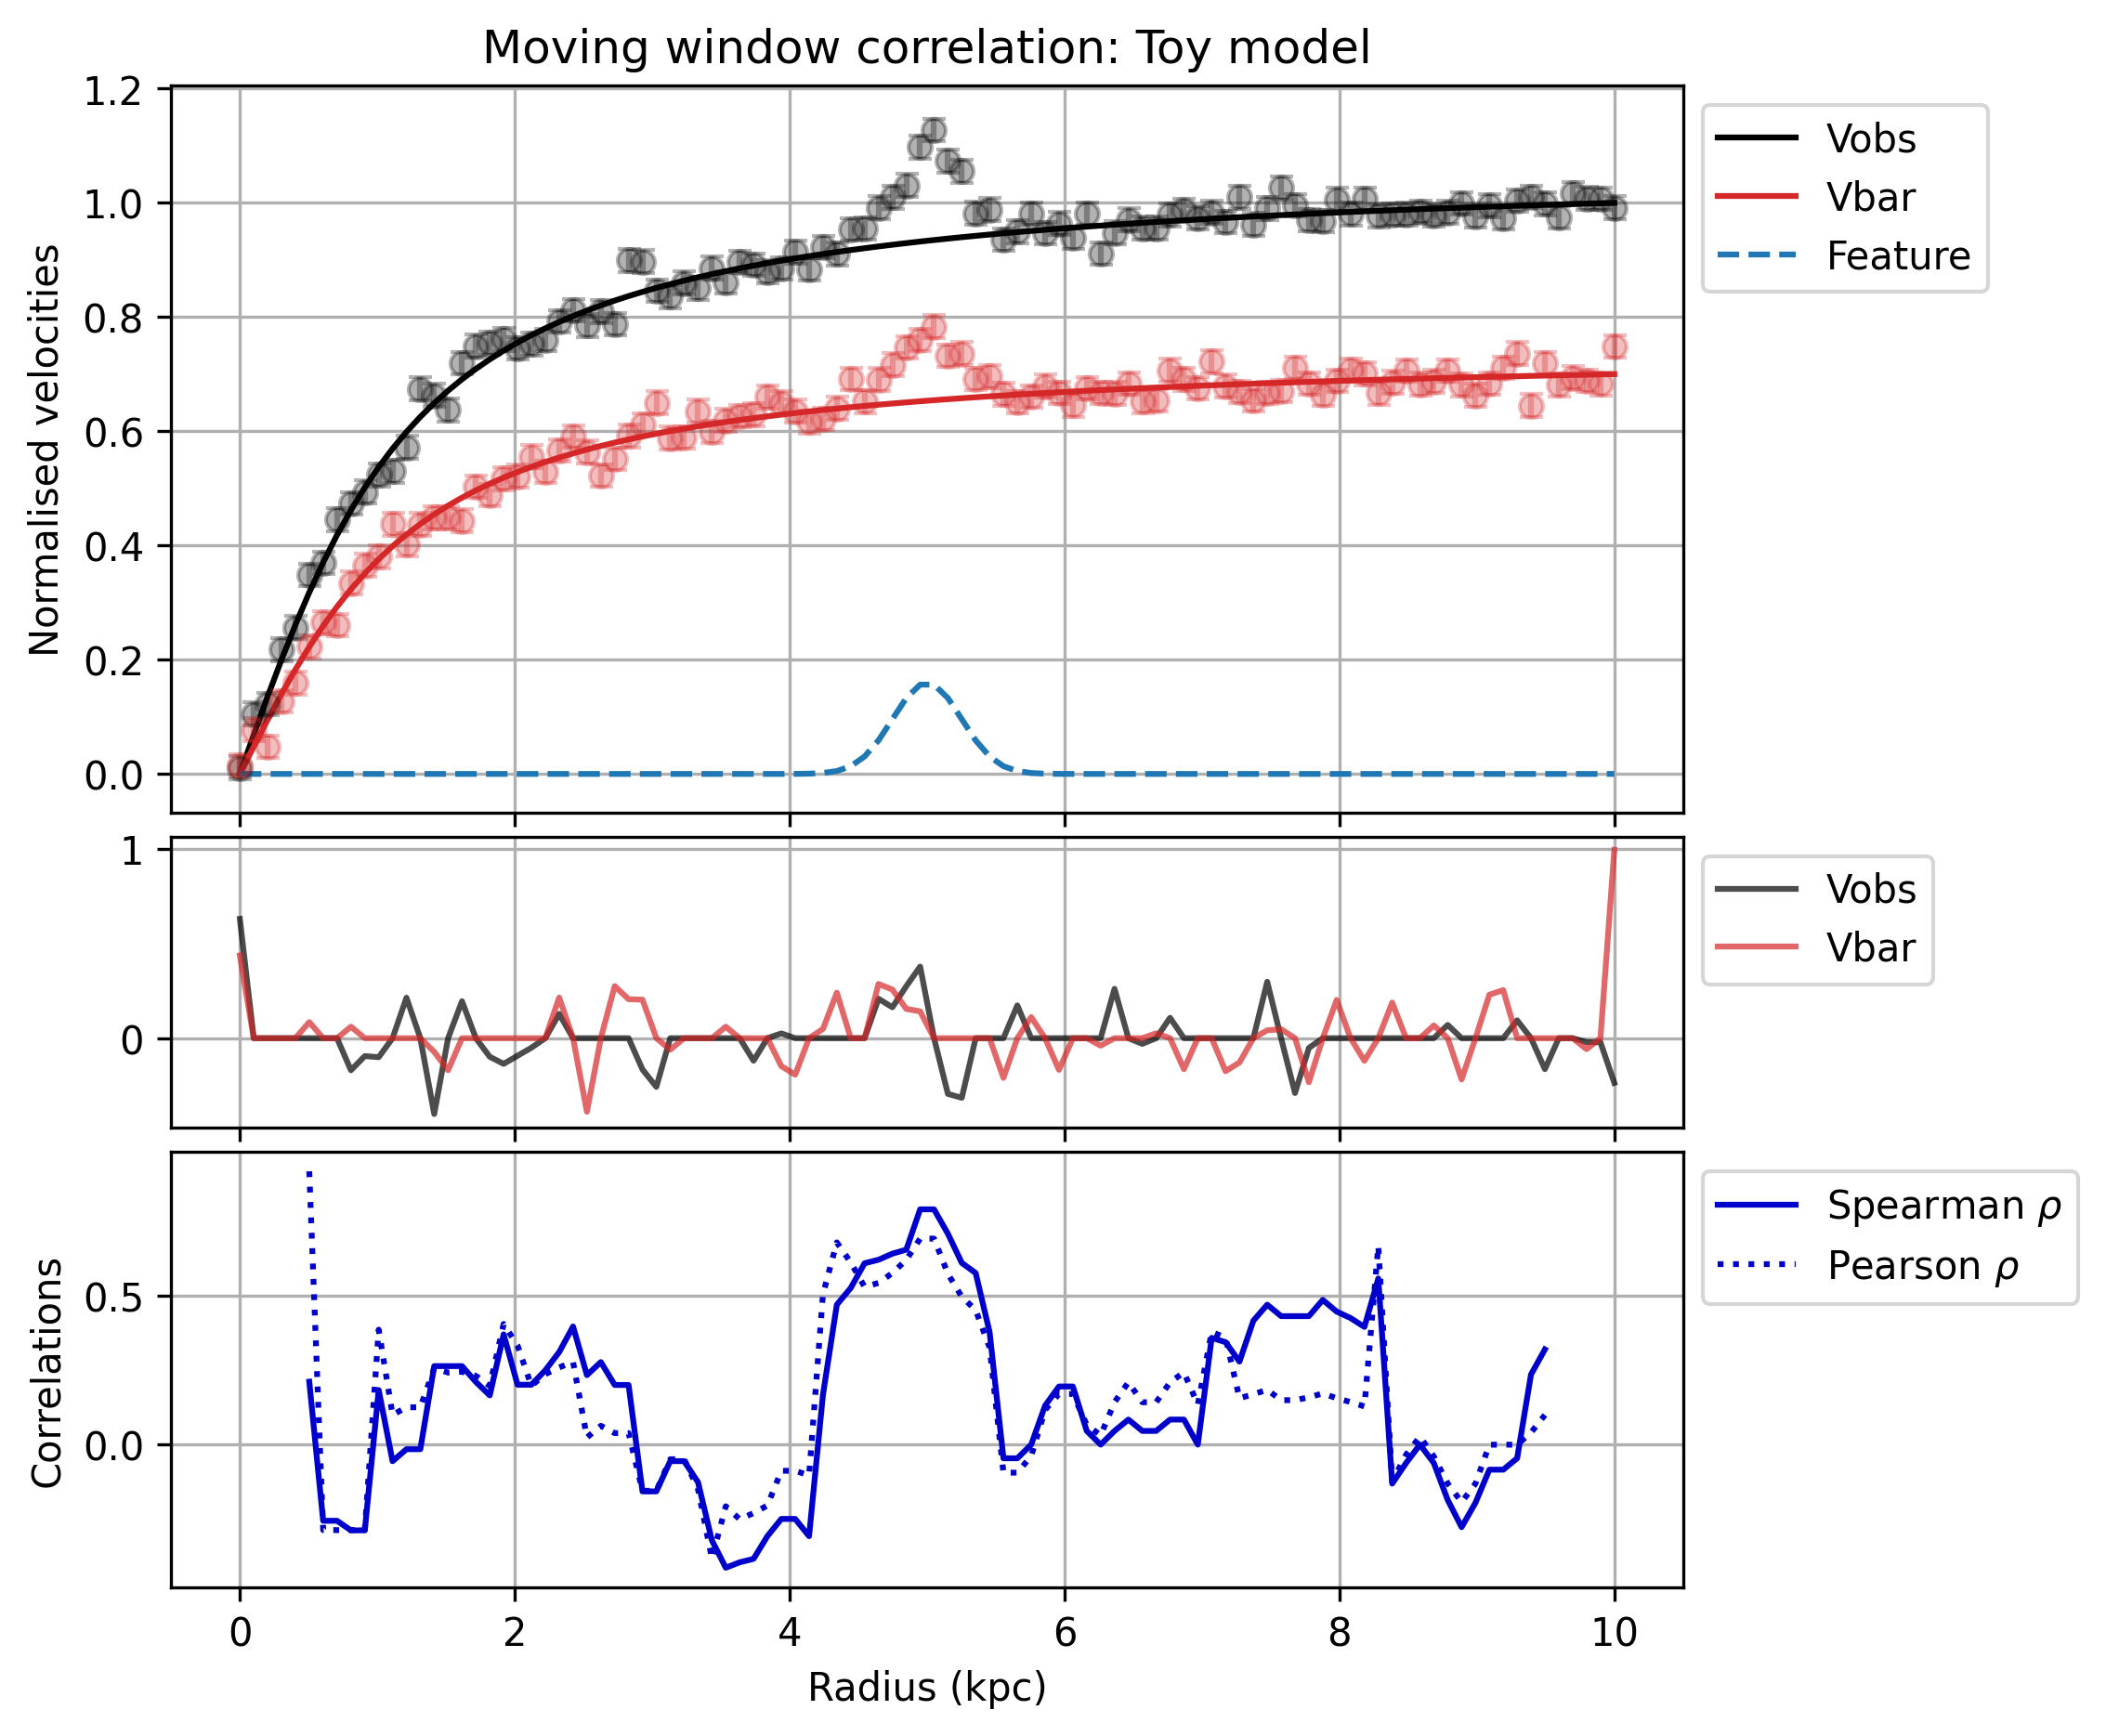 Moving window correlation: Toy model
1.2
1.0
0.8
0.6
0.4
0.2
0.0
Normalised velocities
Vobs
Vbar
Feature
1
0
Vobs
Vbar
0.5
0.0
Correlations
Spearman ρ
Pearson ρ
0 2 4 6 8 10
Radius (kpc)